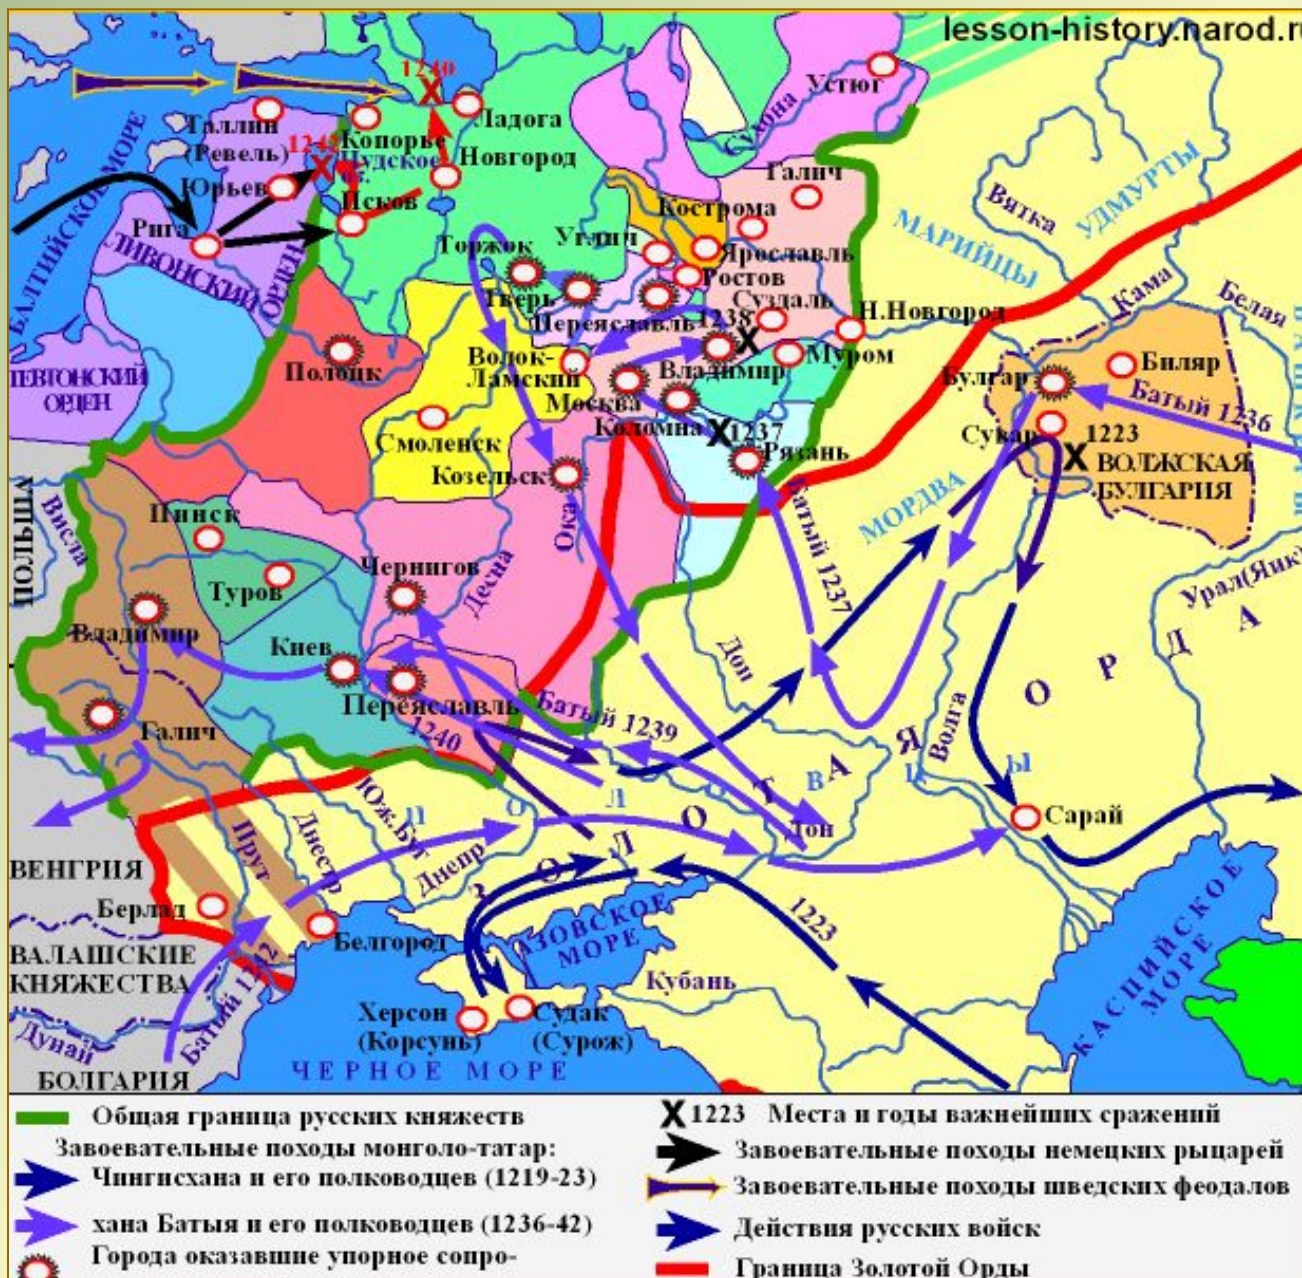 lesson-history.narod.ru
1240
Устюг
Таллин
(Ревель)
Копорье
Ладога
Сухона
БАЛТИЙСКОЕ МОРЕ
Чудское
оз.
Новгород
Галич
Юрьев
Псков
Кострома
Вятка
УДМУРТЫ
МАРИЙЦЫ
Рига
ЛИВОНСКИЙ
ОРДЕН
Торжок
Углич
Ярославль
Ростов
Тверь
Суздаль
Кама
Белая
Переяславль
1238
Н.Новгород
Полоцк
Волок-
Ламский
Владимир
Муром
Булгар
Биляр
ТЕВТОНСКИЙ
ОРДЕН
Москва
Батый 1236
Смоленск
Коломна
1237
Сувар
1223
Козельск
Рязань
ВОЛЖСКАЯ
БУЛГАРИЯ
ПОЛЬША
Висла
Пинск
Ока
Батый 1237
МОРДВА
Чернигов
Десна
Туров
Урал(Яик)
Владимир
Киев
Дон
Переяславль
Батый 1239
Волга
ЗОЛОТАЯ ОРДА
Галич
1240
ПОЛОВЦЫ
Юж.Буг
Сарай
Прут
Днестр
Днепр
Дон
ВЕНГРИЯ
Берлад
Белгород
АЗОВСКОЕ
МОРЕ
1223
КАСПИЙСКОЕ
МОРЕ
ВАЛАШСКИЕ
КНЯЖЕСТВА
Кубань
Батый 1242
Херсон
(Корсунь)
Судак
(Сурож)
Дунай
БОЛГАРИЯ
ЧЕРНОЕ МОРЕ
Общая граница русских княжеств
Завоевательные походы монголо-татар:
Чингисхана и его полководцев (1219-23)
хана Батыя и его полководцев (1236-42)
Города оказавшие упорное сопро-
1223 Места и годы важнейших сражений
Завоевательные походы немецких рыцарей
Завоевательные походы шведских феодалов
Действия русских войск
Граница Золотой Орды